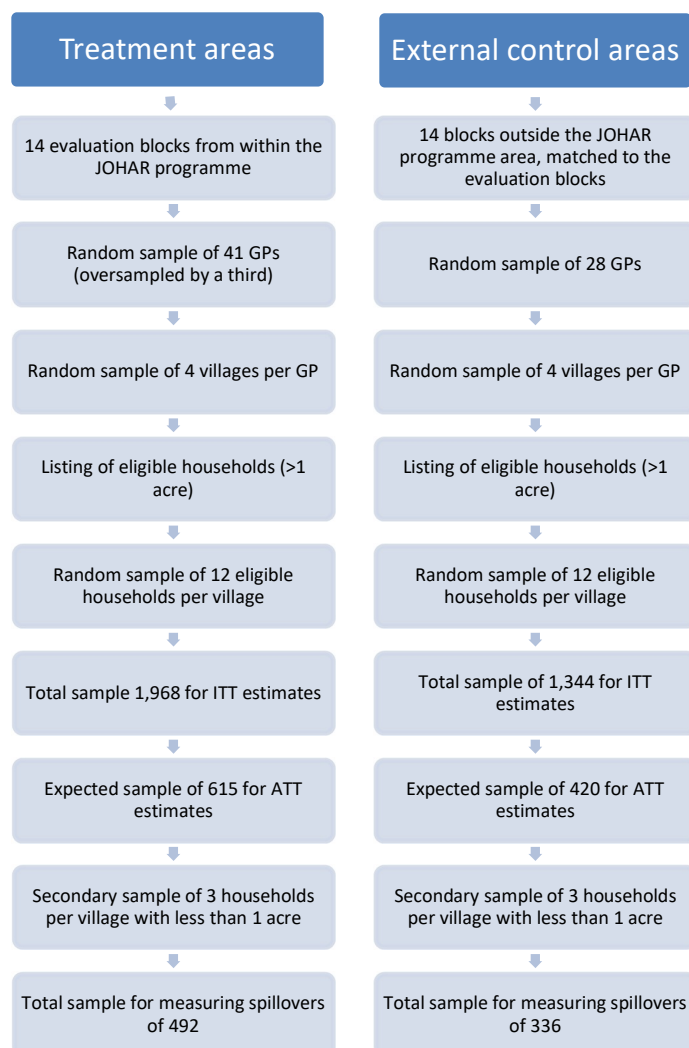 Treatment areas
14 evaluation blocks from within the
JOHAR programme
Random sample of 41 GPs
(oversampled by a third)
Random sample of 4 villages per GP
Listing of eligible households (>1
acre)
Random sample of 12 eligible
households per village
Total sample 1,968 for ITT estimates
Expected sample of 615 for ATT
estimates
Secondary sample of 3 households
per village with less than 1 acre
Total sample for measuring spillovers
of 492
External control areas
14 blocks outside the JOHAR
programme area, matched to the
evaluation blocks
Random sample of 28 GPs
Random sample of 4 villages per GP
Listing of eligible households (>1
acre)
Random sample of 12 eligible
households per village
Total sample of 1,344 for ITT
estimates
Expected sample of 420 for ATT
estimates
Secondary sample of 3 households
per village with less than 1 acre
Total sample for measuring spillovers
of 336